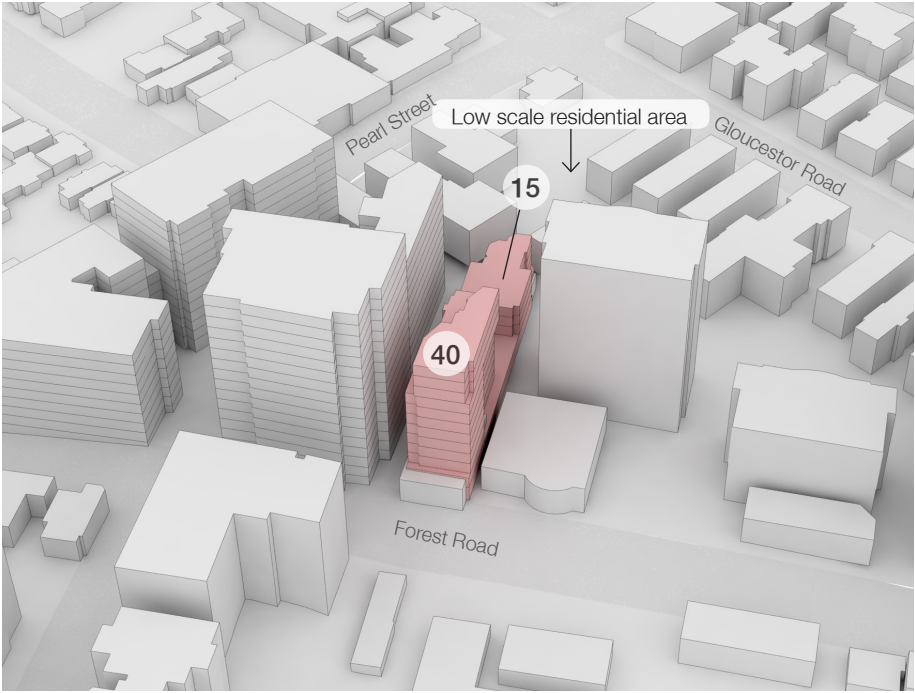 Pearl Street
Low scale residential area
Gloucestor Road
15
40
Forest Road